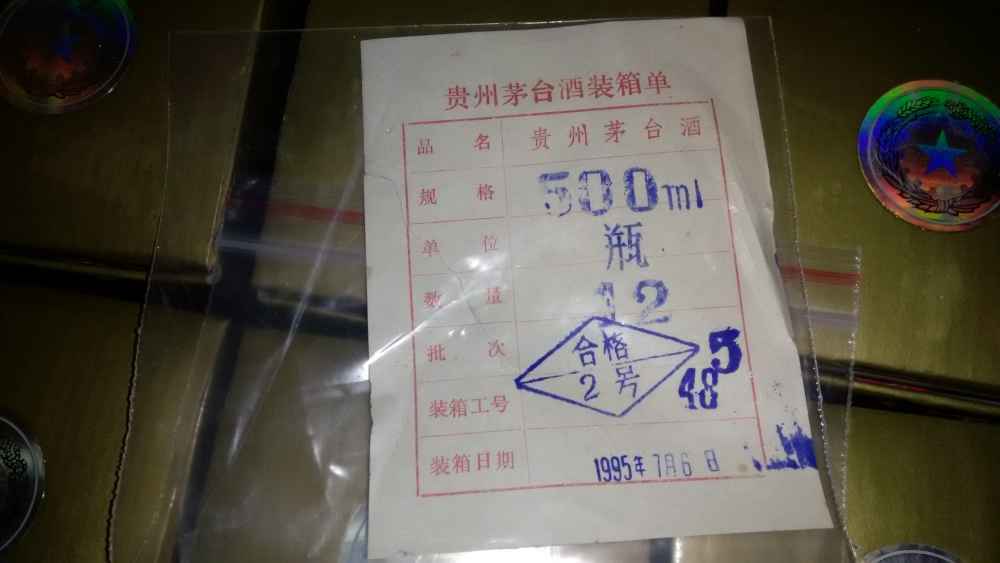 贵州茅台酒装箱单
品 名 贵州茅台酒
规 格 500ml
单 位 瓶
数 量 12
批 次 5
合格
2号
装箱工号 48
装箱日期 1995年7月6日